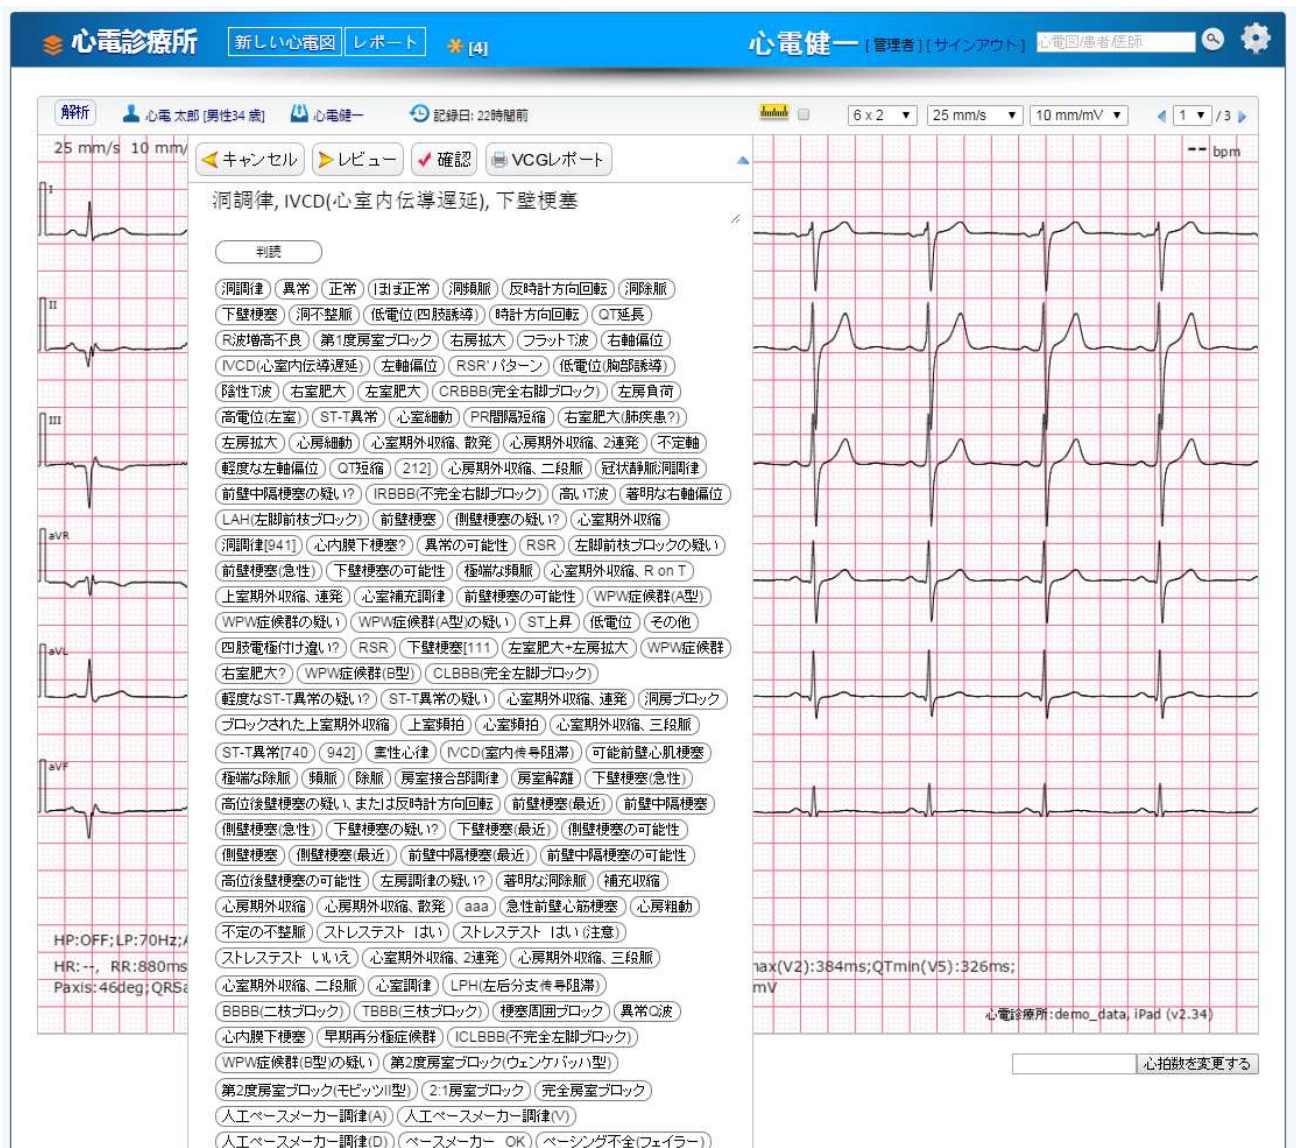 心電診療所 新しい心電図 レポート [4] 心電健一 [管理者] [サインアウト] 心電図/患者/医師
解析 心電 太郎 [男性34 歳] 心電健一 記録日: 22時間前 6 x 2 25 mm/s 10 mm/mV 1 / 3
25 mm/s 10 mm/ キャンセル レビュー 確認 VCGレポート -- bpm
洞調律, IVCD(心室内伝導遅延), 下壁梗塞
判読
洞調律 異常 正常 ほぼ正常 洞頻脈 反時計方向回転 洞除脈
下壁梗塞 洞不整脈 低電位(四肢誘導) 時計方向回転 QT延長
R波増高不良 第1度房室ブロック 右房拡大 フラットT波 右軸偏位
IVCD(心室内伝導遅延) 左軸偏位 RSR'パターン 低電位(胸部誘導)
陰性T波 右室肥大 左室肥大 CRBBB(完全右脚ブロック) 左房負荷
高電位(左室) ST-T異常 心室細動 PR間隔短縮 右室肥大(肺疾患?)
左房拡大 心房細動 心室期外収縮、散発 心房期外収縮、2連発 不定軸
軽度な左軸偏位 QT短縮 212] 心房期外収縮、二段脈 冠状静脈洞調律
前壁中隔梗塞の疑い? IRBBB(不完全右脚ブロック) 高いT波 著明な右軸偏位
LAH(左脚前枝ブロック) 前壁梗塞 側壁梗塞の疑い? 心室期外収縮
洞調律[941] 心内膜下梗塞? 異常の可能性 RSR 左脚前枝ブロックの疑い
前壁梗塞(急性) 下壁梗塞の可能性 極端な頻脈 心室期外収縮、R on T
上室期外収縮、連発 心室補充調律 前壁梗塞の可能性 WPW症候群(A型)
WPW症候群の疑い WPW症候群(A型)の疑い ST上昇 低電位 その他
四肢電極付け違い? RSR 下壁梗塞[111 左室肥大+左房拡大 WPW症候群
右室肥大? WPW症候群(B型) CLBBB(完全左脚ブロック)
軽度なST-T異常の疑い? ST-T異常の疑い 心室期外収縮、連発 洞房ブロック
ブロックされた上室期外収縮 上室頻拍 心室頻拍 心室期外収縮、三段脈
ST-T異常[740 942] 室性心律 IVCD(室内传号阻滞) 可能前壁心肌梗塞
極端な除脈 頻脈 除脈 房室接合部調律 房室解離 下壁梗塞(急性)
高位後壁梗塞の疑い、または反時計方向回転 前壁梗塞(最近) 前壁中隔梗塞
側壁梗塞(急性) 下壁梗塞の疑い? 下壁梗塞(最近) 側壁梗塞の可能性
側壁梗塞 側壁梗塞(最近) 前壁中隔梗塞(最近) 前壁中隔梗塞の可能性
高位後壁梗塞の可能性 左房調律の疑い? 著明な洞除脈 補充収縮
心房期外収縮 心房期外収縮、散発 aaa 急性前壁心筋梗塞 心房粗動
不定の不整脈 ストレステスト はい ストレステスト はい (注意)
ストレステスト いいえ 心室期外収縮、2連発 心房期外収縮、三段脈
心室期外収縮、二段脈 心室調律 LPH(左后分支传号阻滞)
BBBB(二枝ブロック) TBBB(三枝ブロック) 梗塞周囲ブロック 異常Q波
心内膜下梗塞 早期再分極症候群 ICLBBB(不完全左脚ブロック)
WPW症候群(B型)の疑い 第2度房室ブロック(ウェンケバッハ型)
第2度房室ブロック(モビッツII型) 2:1房室ブロック 完全房室ブロック
人工ペースメーカー調律(A) 人工ペースメーカー調律(V)
人工ペースメーカー調律(D) ペースメーカー OK ペーシング不全(フェイラー)
I
II
III
aVR
aVL
aVF
HP:OFF;LP:70Hz;
HR:--, RR:880ms max(V2):384ms;QTmin(V5):326ms;
Paxis:46deg;QRSa mV
心電診療所:demo_data, iPad (v2.34)
心拍数を変更する